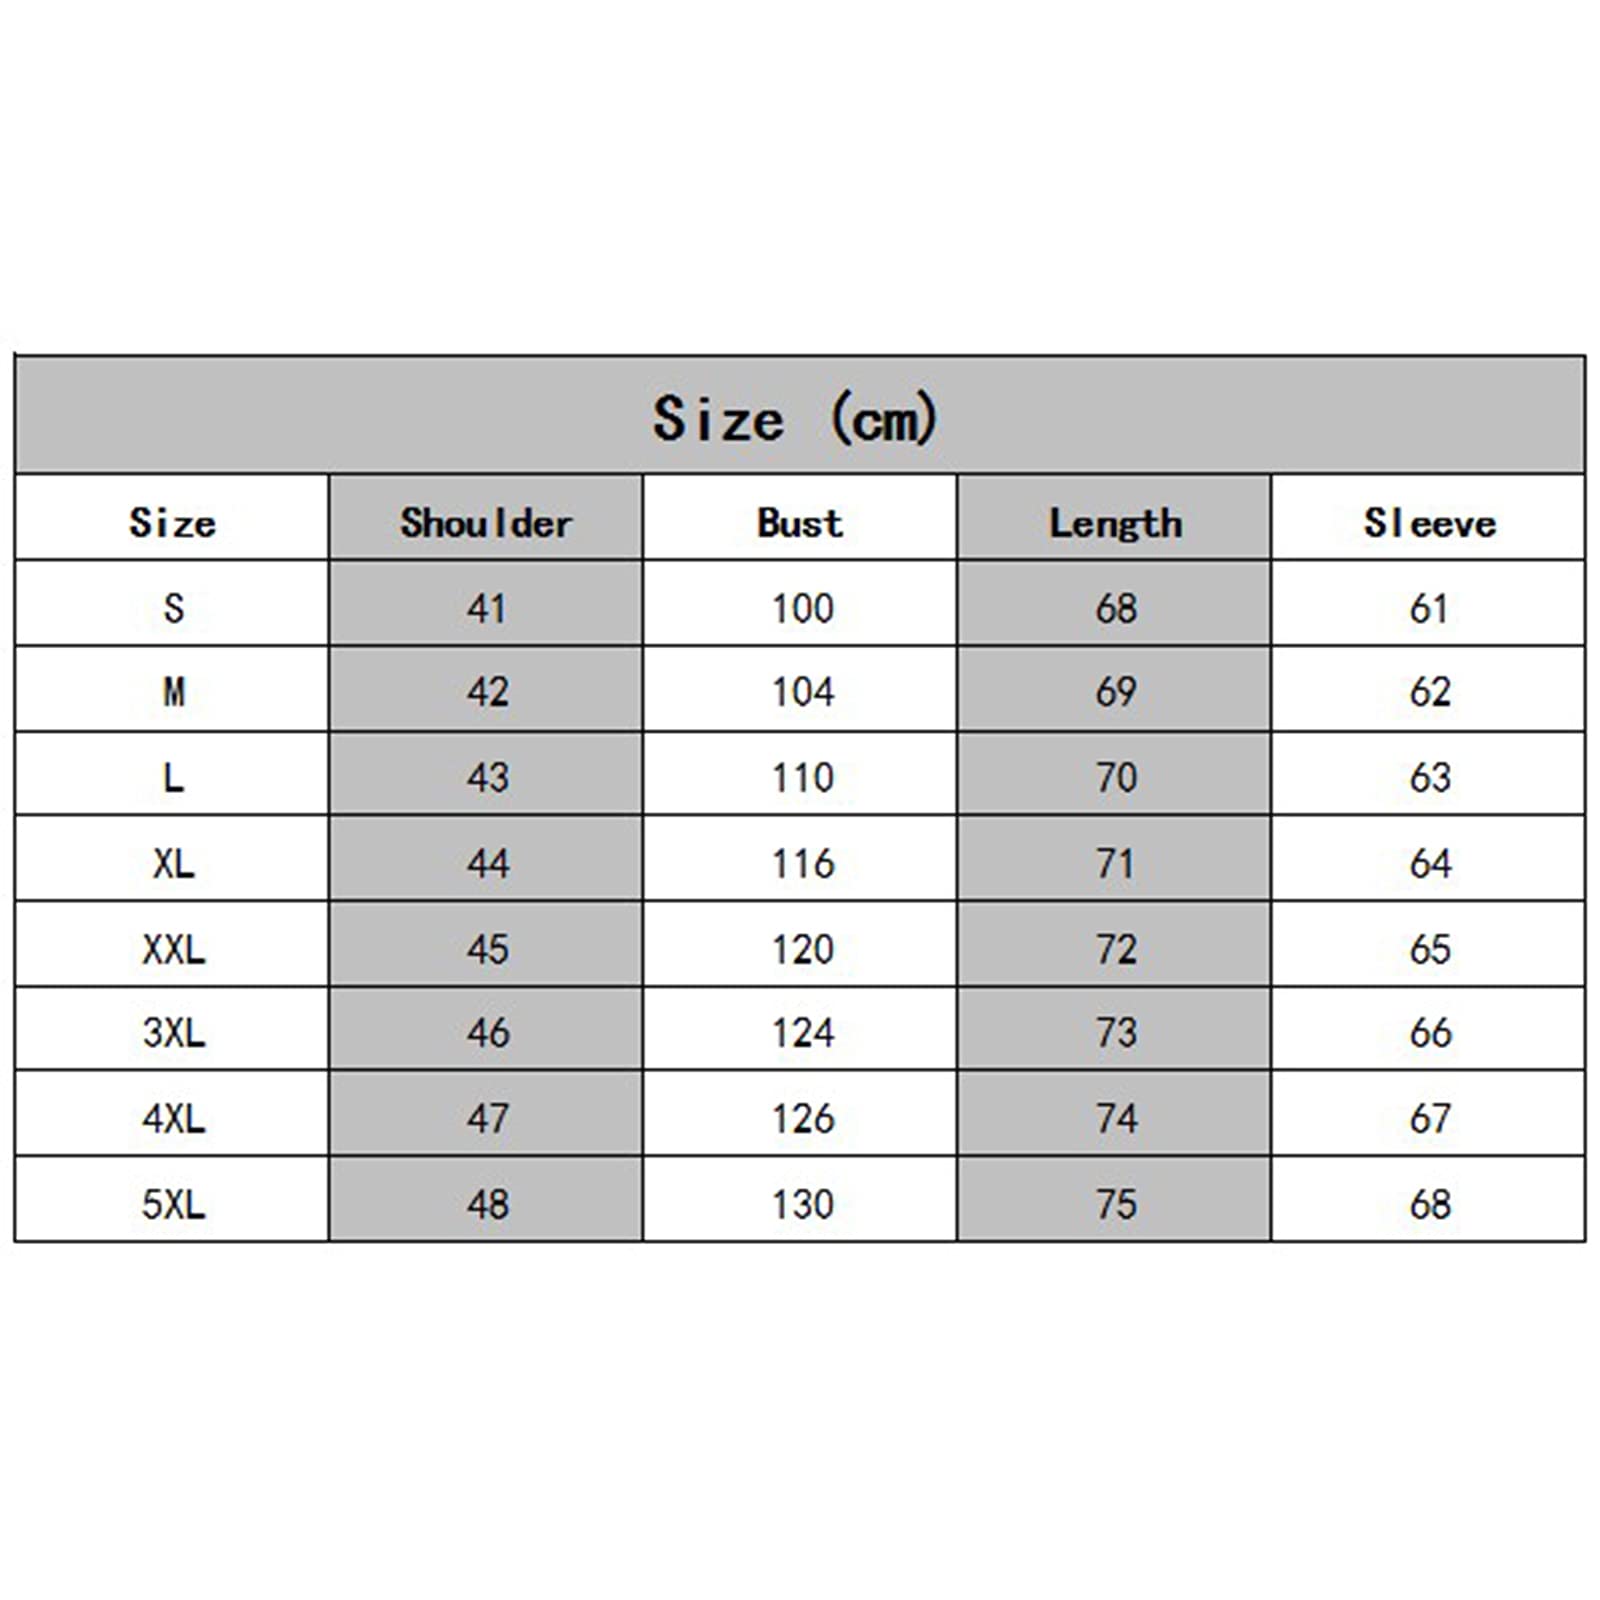 Size (cm)
Size Shoulder Bust Length Sleeve
S 41 100 68 61
M 42 104 69 62
L 43 110 70 63
XL 44 116 71 64
XXL 45 120 72 65
3XL 46 124 73 66
4XL 47 126 74 67
5XL 48 130 75 68